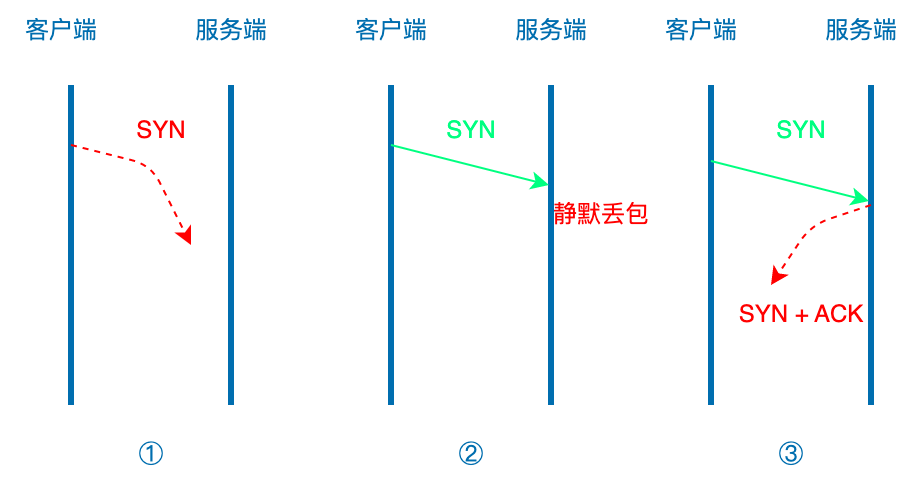 客户端 服务端 客户端 服务端 客户端 服务端
SYN SYN SYN
静默丢包
SYN + ACK
① ② ③